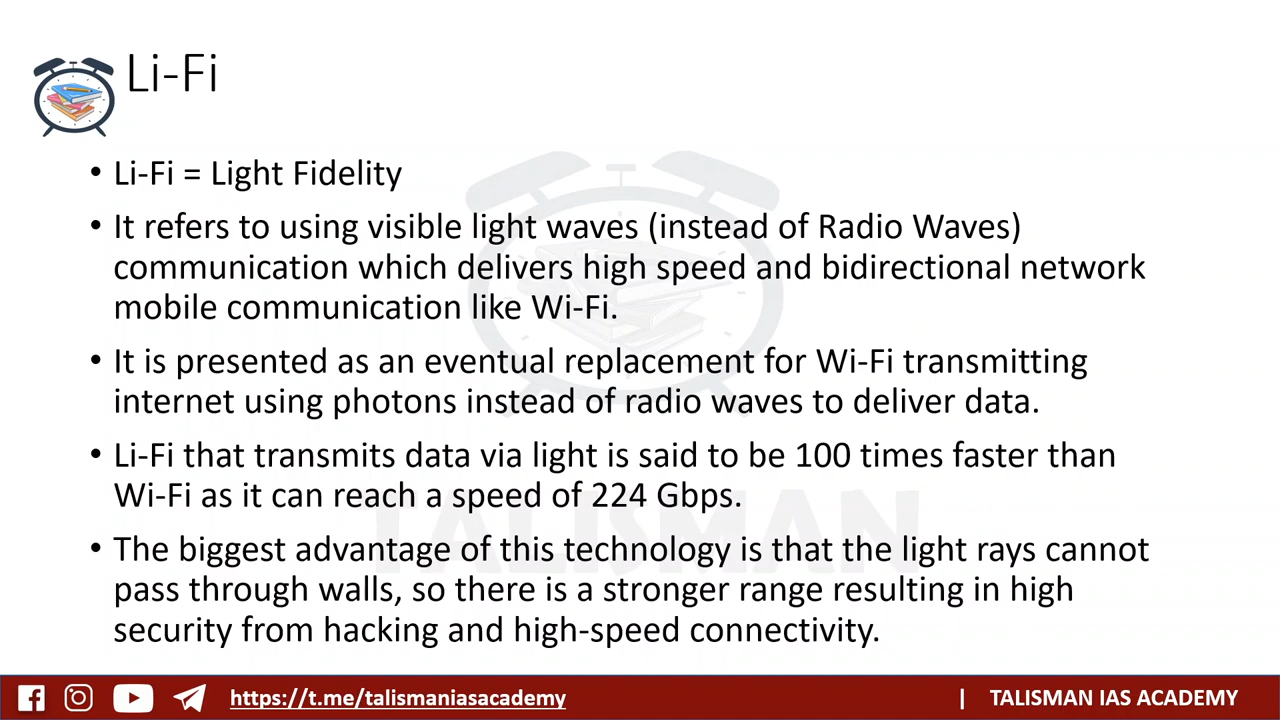 Li-Fi
• Li-Fi = Light Fidelity
• It refers to using visible light waves (instead of Radio Waves)
communication which delivers high speed and bidirectional network
mobile communication like Wi-Fi.
• It is presented as an eventual replacement for Wi-Fi transmitting
internet using photons instead of radio waves to deliver data.
• Li-Fi that transmits data via light is said to be 100 times faster than
Wi-Fi as it can reach a speed of 224 Gbps.
• The biggest advantage of this technology is that the light rays cannot
pass through walls, so there is a stronger range resulting in high
security from hacking and high-speed connectivity.
TALISMAN
https://t.me/talismaniasacademy | TALISMAN IAS ACADEMY